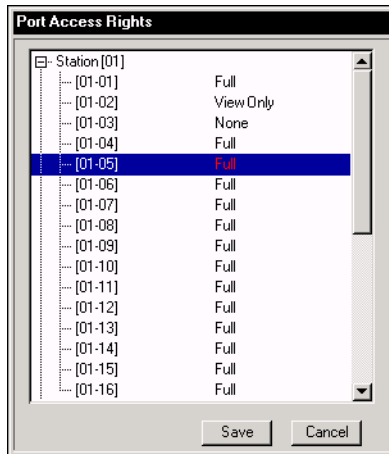 Port Access Rights
Station [01]
[01-01] Full
[01-02] View Only
[01-03] None
[01-04] Full
[01-05] Full
[01-06] Full
[01-07] Full
[01-08] Full
[01-09] Full
[01-10] Full
[01-11] Full
[01-12] Full
[01-13] Full
[01-14] Full
[01-15] Full
[01-16] Full
Save Cancel